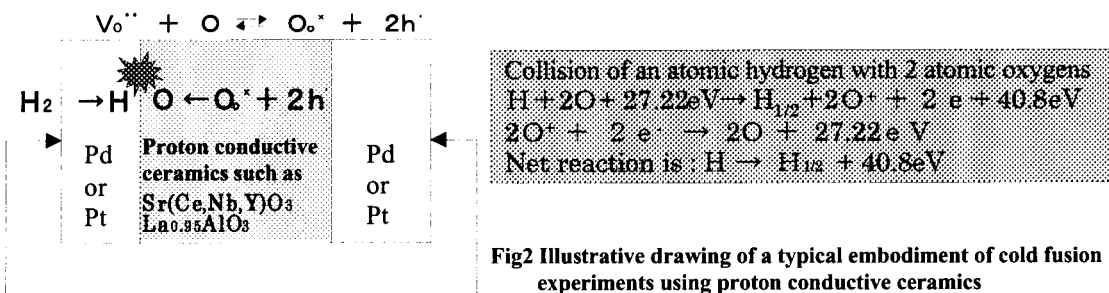 Vo¨ + O ⇄ Oo× + 2h·
H2 → H O ← Oo× + 2h·
Pd or Pt
Proton conductive
ceramics such as
Sr(Ce,Nb,Y)O3
La0.95AlO3
Pd or Pt
Collision of an atomic hydrogen with 2 atomic oxygens
H + 2O + 27.22eV → H1/2 + 2O+ + 2 e + 40.8eV
2O+ + 2 e- → 2O + 27.22 e V
Net reaction is : H → H1/2 + 40.8eV
Fig2 Illustrative drawing of a typical embodiment of cold fusion
experiments using proton conductive ceramics